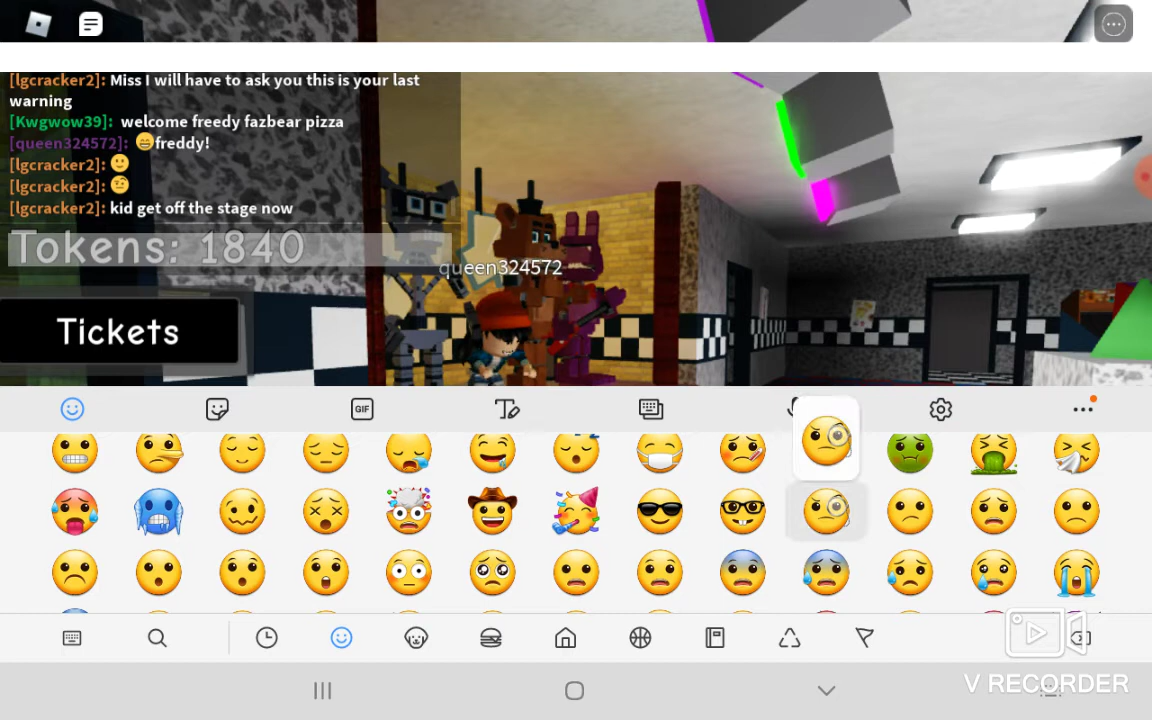 [lgcracker2]: Miss I will have to ask you this is your last
warning
[Kwgwow39]: welcome freedy fazbear pizza
[queen324572]: 😄freddy!
[lgcracker2]: 🙂
[lgcracker2]: 🤨
[lgcracker2]: kid get off the stage now
Tokens: 1840
queen324572
Tickets
GIF
V RECORDER